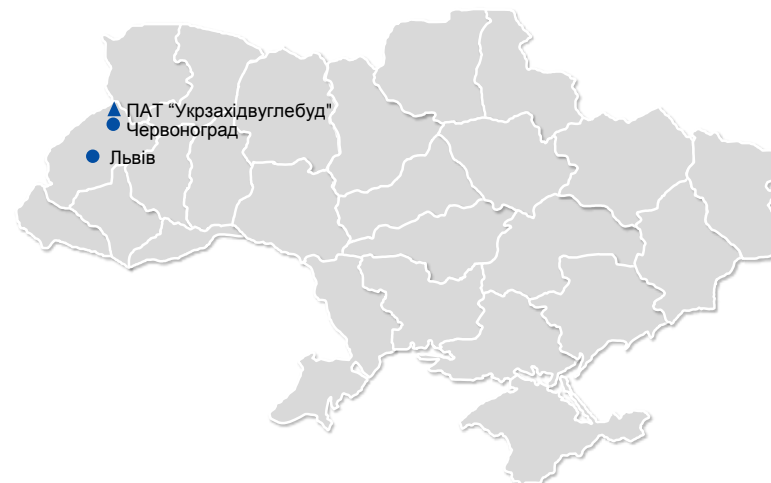 ПАТ “Укрзахідвуглебуд"
Червоноград
Львів